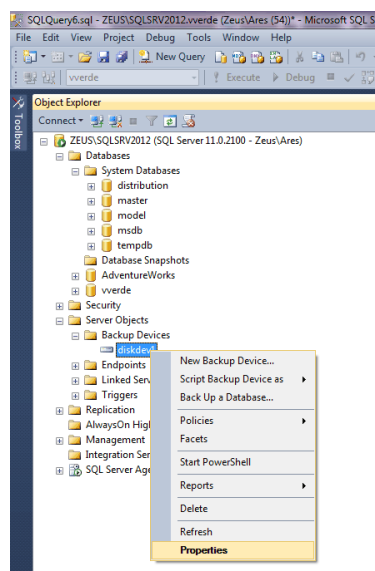 SQLQuery6.sql - ZEUS\SQLSRV2012.vverde (Zeus\Ares (54))* - Microsoft SQL S
File Edit View Project Debug Tools Window Help
New Query
vverde Execute Debug
Toolbox
Object Explorer
Connect
ZEUS\SQLSRV2012 (SQL Server 11.0.2100 - Zeus\Ares)
Databases
System Databases
distribution
master
model
msdb
tempdb
Database Snapshots
AdventureWorks
vverde
Security
Server Objects
Backup Devices
diskdev1
Endpoints
Linked Serv
Triggers
Replication
AlwaysOn High
Management
Integration Ser
SQL Server Age
New Backup Device...
Script Backup Device as
Back Up a Database...
Policies
Facets
Start PowerShell
Reports
Delete
Refresh
Properties